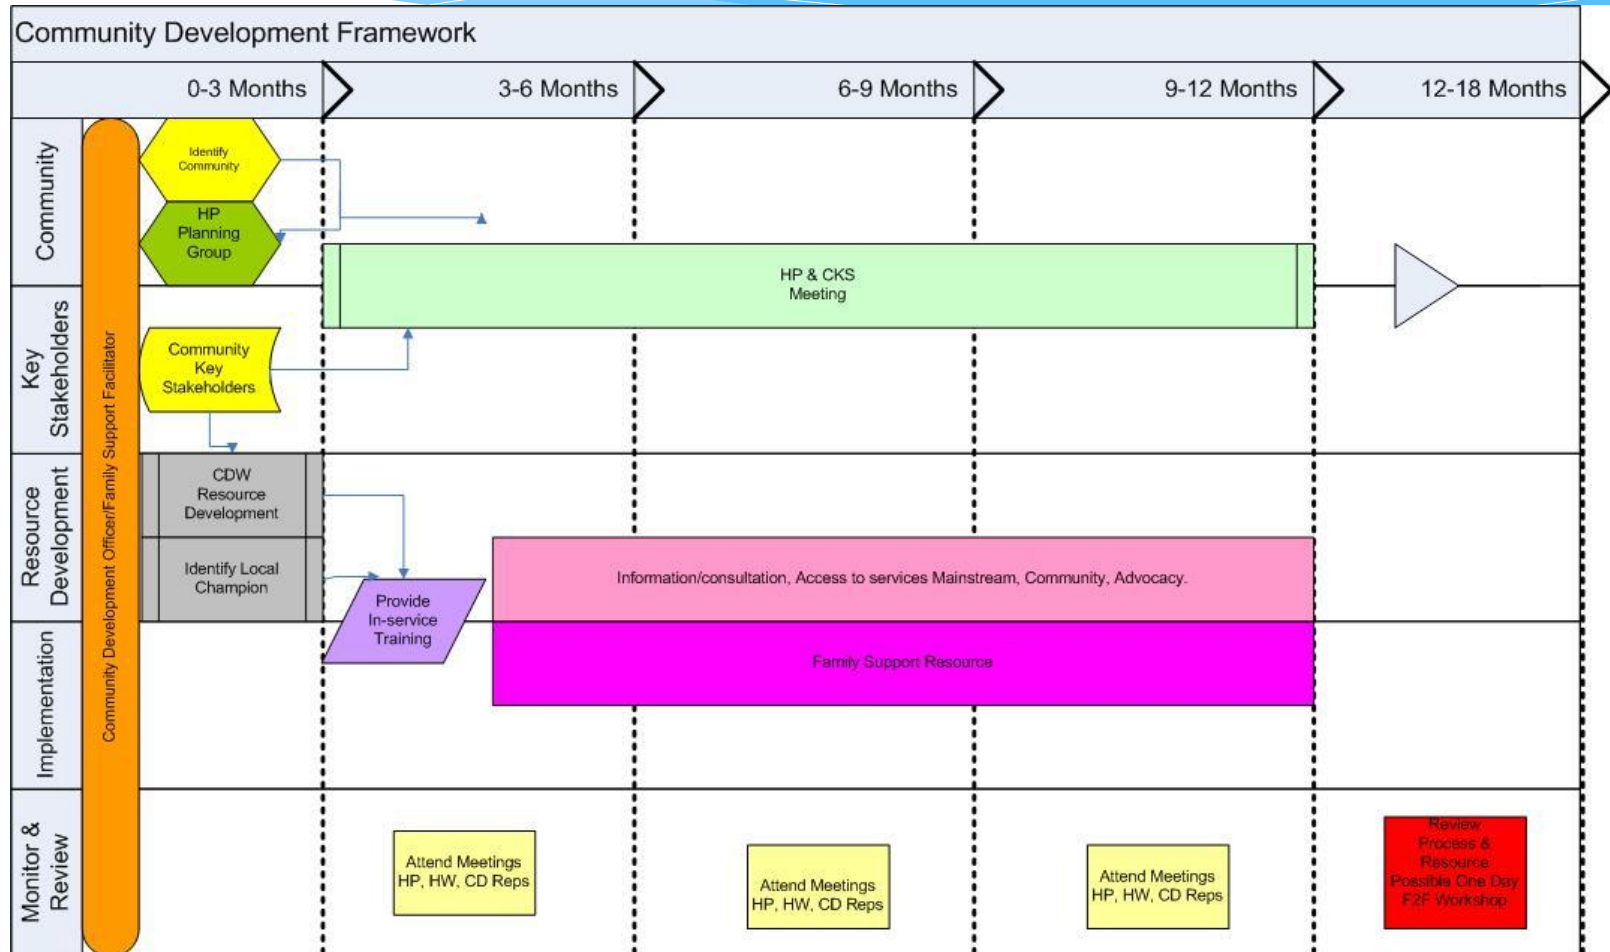 Community Development Framework
0-3 Months
3-6 Months
6-9 Months
9-12 Months
12-18 Months
Community
Key
Stakeholders
Resource
Development
Implementation
Monitor &
Review
Community Development Officer/Family Support Facilitator
Identify
Community
HP
Planning
Group
HP & CKS
Meeting
Community
Key
Stakeholders
CDW
Resource
Development
Identify Local
Champion
Provide
In-service
Training
Information/consultation, Access to services Mainstream, Community, Advocacy.
Family Support Resource
Attend Meetings
HP, HW, CD Reps
Attend Meetings
HP, HW, CD Reps
Attend Meetings
HP, HW, CD Reps
Review
Process &
Resource
Possible One Day
F2F Workshop